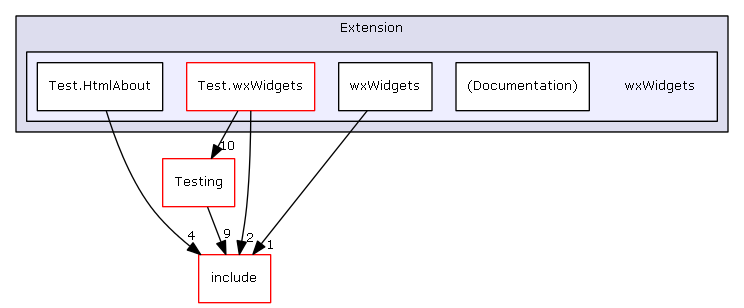 Extension
Test.HtmlAbout
Test.wxWidgets
wxWidgets
(Documentation)
wxWidgets
10
Testing
4
9
2
1
include